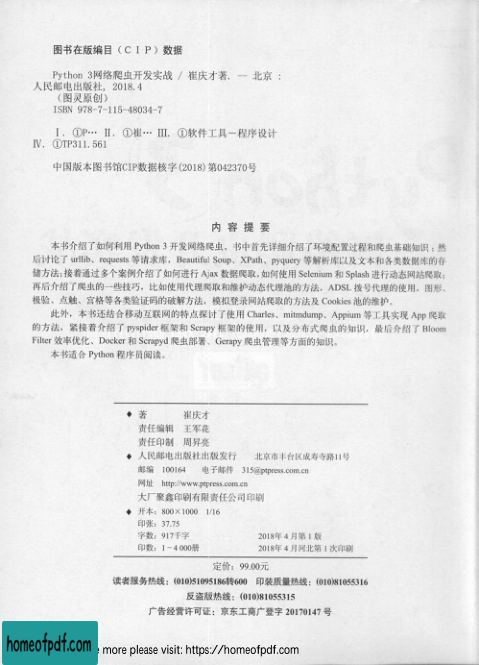 图书在版编目（CIP）数据
Python 3网络爬虫开发实战 / 崔庆才著. — 北京：
人民邮电出版社, 2018.4
（图灵原创）
ISBN 978-7-115-48034-7
Ⅰ. ①P… Ⅱ. ①崔… Ⅲ. ①软件工具－程序设计
Ⅳ. ①TP311.561
中国版本图书馆CIP数据核字(2018)第042370号
内 容 提 要
本书介绍了如何利用 Python 3 开发网络爬虫，书中首先详细介绍了环境配置过程和爬虫基础知识；然
后讨论了 urllib、requests 等请求库，Beautiful Soup、XPath、pyquery 等解析库以及文本和各类数据库的存
储方法；接着通过多个案例介绍了如何进行 Ajax 数据爬取，如何使用 Selenium 和 Splash 进行动态网站爬取；
再后介绍了爬虫的一些技巧，比如使用代理爬取和维护动态代理池的方法，ADSL 拨号代理的使用，图形、
极验、点触、宫格等各类验证码的破解方法，模拟登录网站爬取的方法及 Cookies 池的维护。
此外，本书还结合移动互联网的特点探讨了使用 Charles、mitmdump、Appium 等工具实现 App 爬取
的方法，紧接着介绍了 pyspider 框架和 Scrapy 框架的使用，以及分布式爬虫的知识，最后介绍了 Bloom
Filter 效率优化、Docker 和 Scrapyd 爬虫部署、Gerapy 爬虫管理等方面的知识。
本书适合 Python 程序员阅读。
◆ 著 崔庆才
责任编辑 王军花
责任印制 周昇亮
◆ 人民邮电出版社出版发行 北京市丰台区成寿寺路11号
邮编 100164 电子邮件 315@ptpress.com.cn
网址 http://www.ptpress.com.cn
大厂聚鑫印刷有限责任公司印刷
◆ 开本：800×1000 1/16
印张：37.75
字数：917千字 2018年 4 月第 1 版
印数：1－4 000册 2018年 4 月河北第 1 次印刷
定价：99.00元
读者服务热线：(010)51095186转600 印装质量热线：(010)81055316
反盗版热线：(010)81055315
广告经营许可证：京东工商广登字 20170147 号
homeofpdf.com
more please visit: https://homeofpdf.com